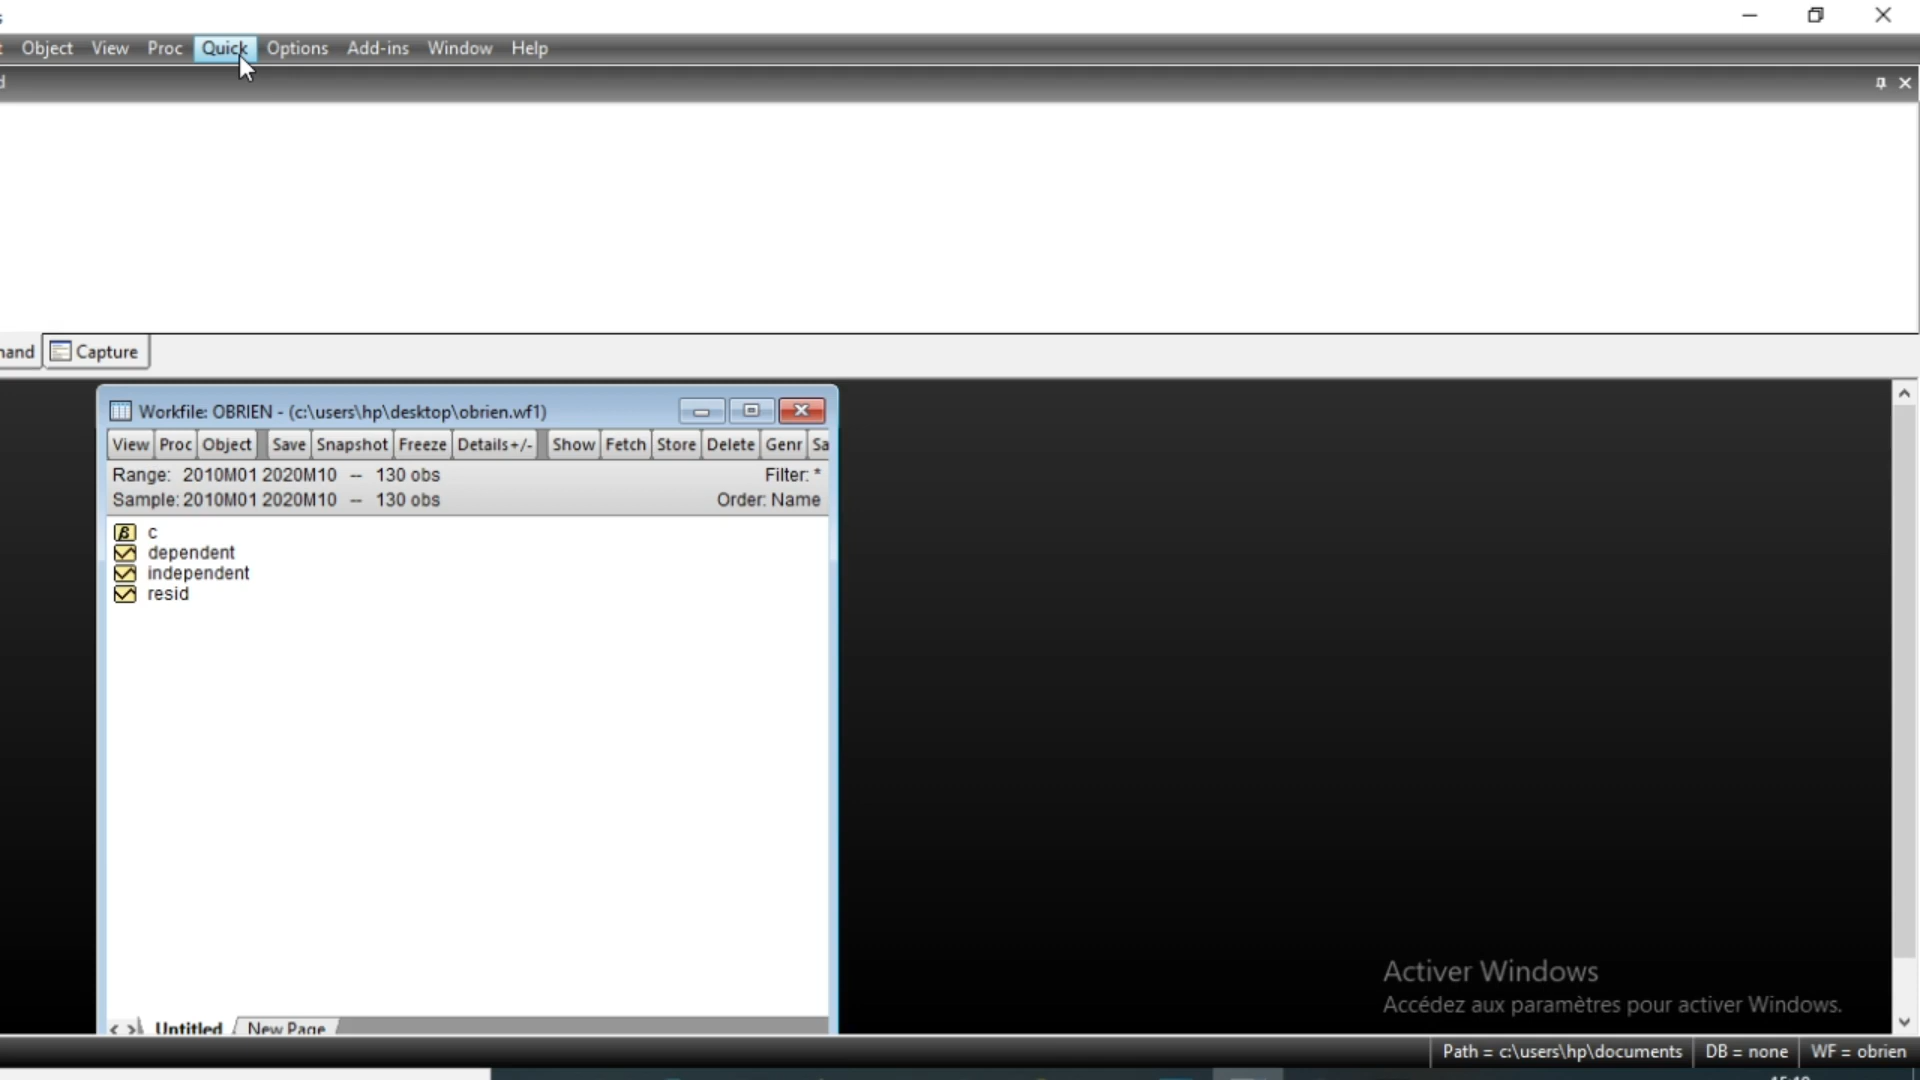 Object View Proc Quick Options Add-ins Window Help
Capture
Workfile: OBRIEN - (c:\users\hp\desktop\obrien.wf1)
View Proc Object Save Snapshot Freeze Details+/- Show Fetch Store Delete Genr Sa
Range: 2010M01 2020M10 -- 130 obs Filter: *
Sample: 2010M01 2020M10 -- 130 obs Order: Name
β c
dependent
independent
resid
Activer Windows
Accédez aux paramètres pour activer Windows.
< > Untitled New Page
Path = c:\users\hp\documents DB = none WF = obrien